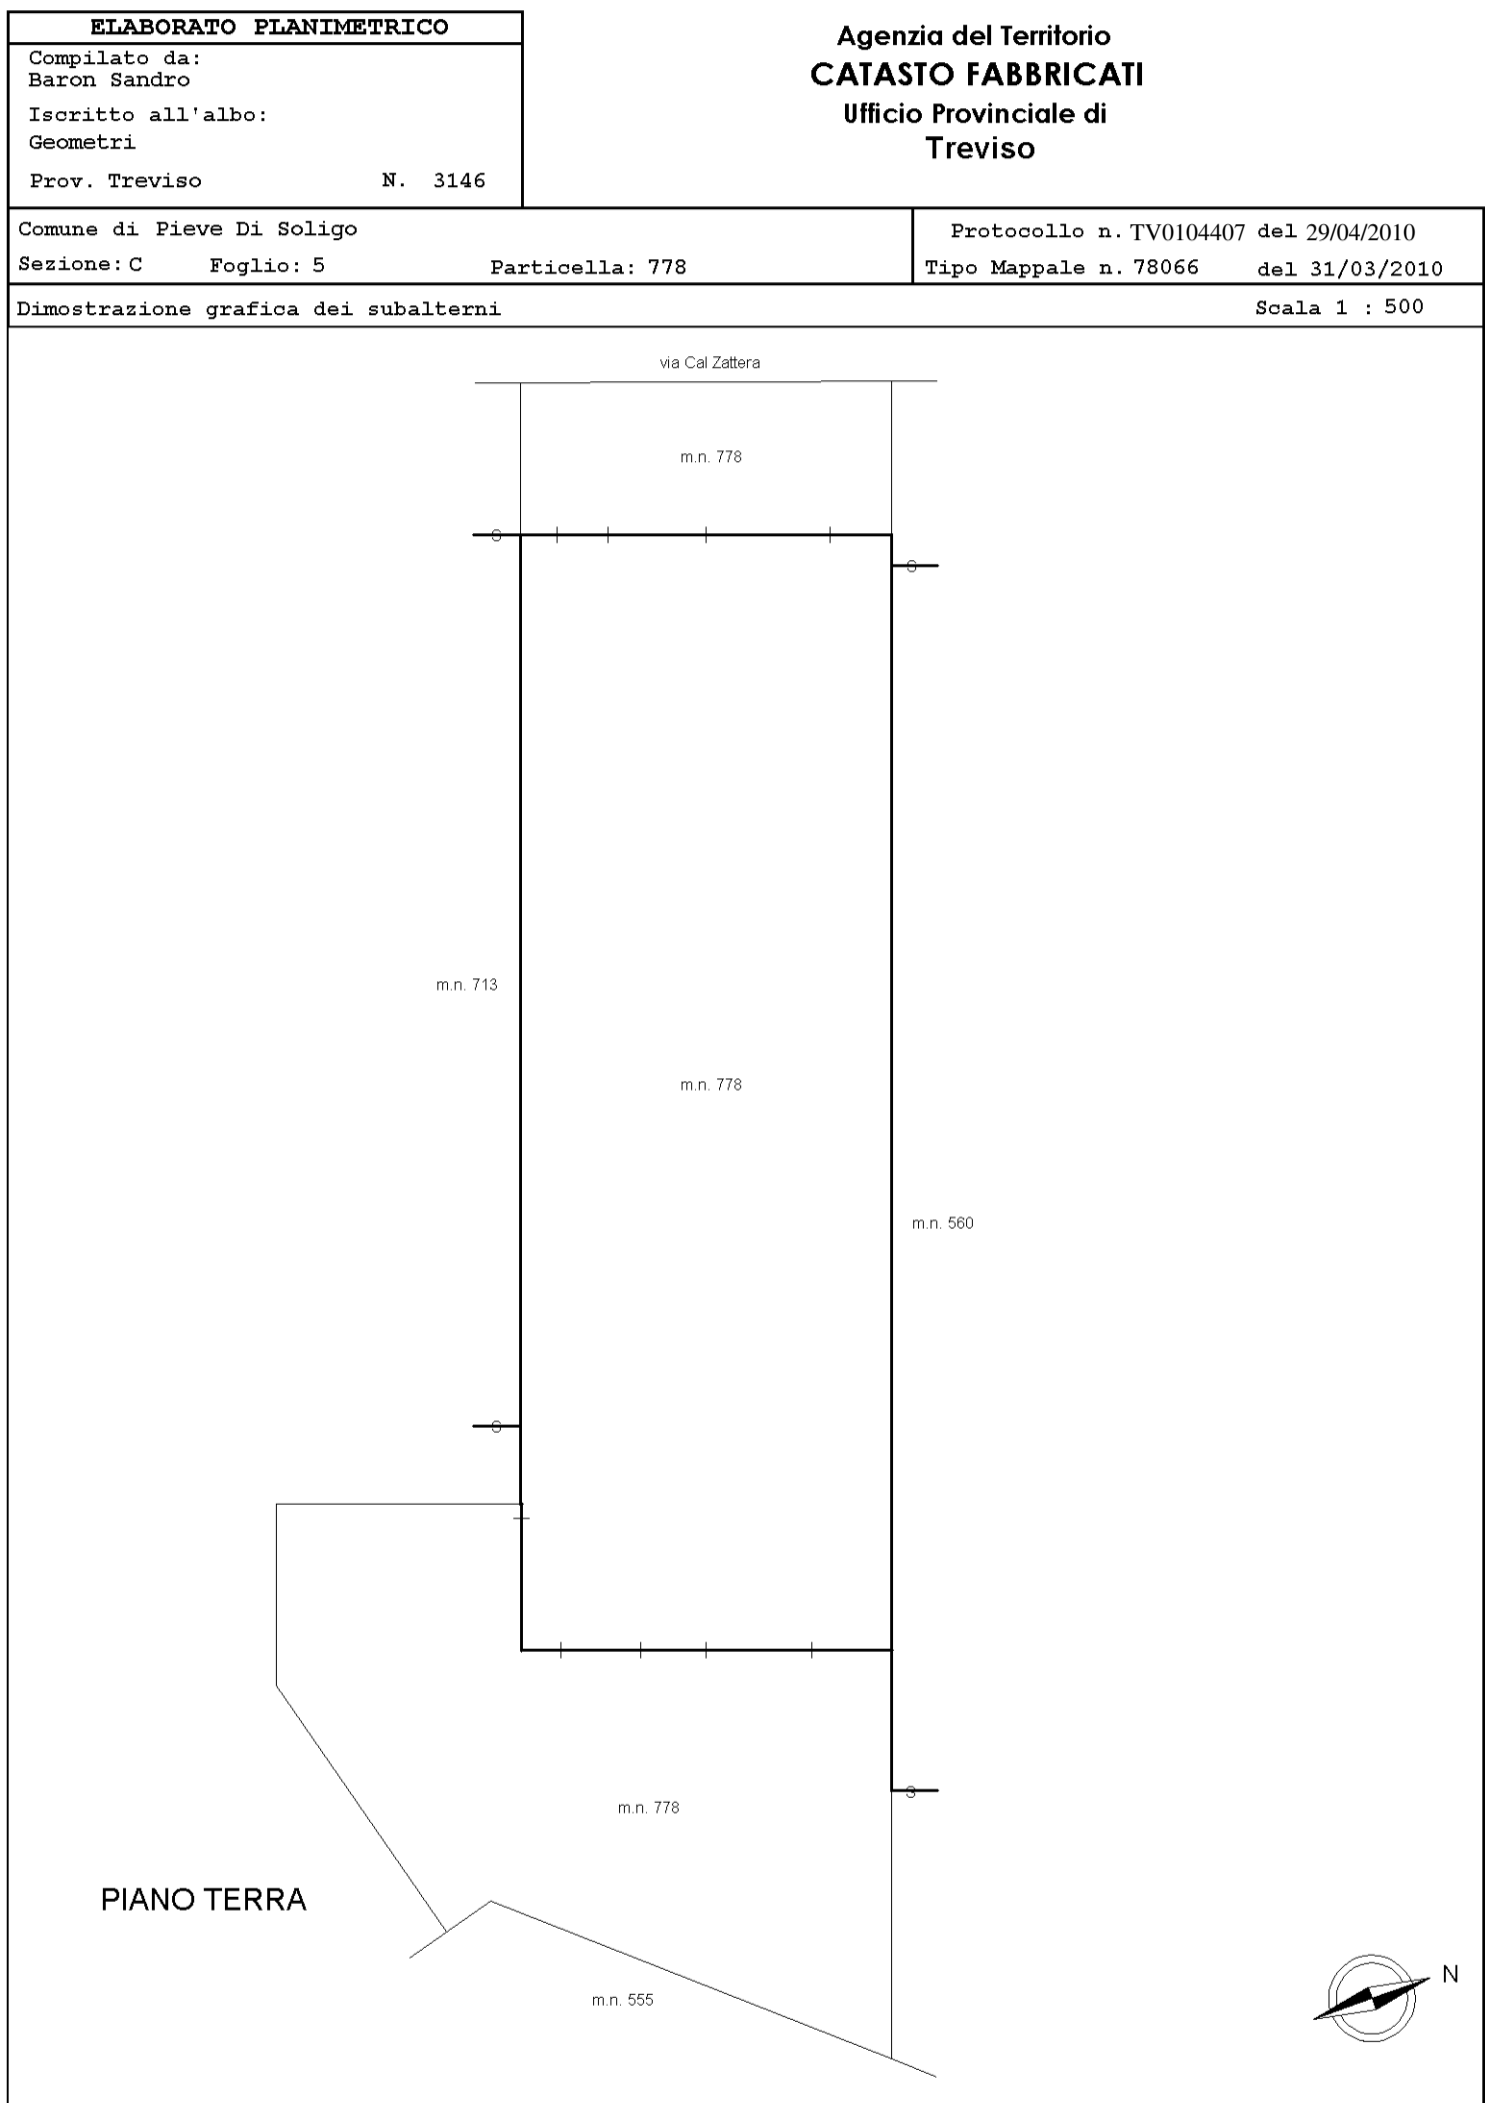 ELABORATO PLANIMETRICO
Compilato da:
Baron Sandro
Iscritto all'albo:
Geometri
Prov. Treviso N. 3146
Agenzia del Territorio
CATASTO FABBRICATI
Ufficio Provinciale di
Treviso
Comune di Pieve Di Soligo
Sezione: C Foglio: 5 Particella: 778
Protocollo n. TV0104407 del 29/04/2010
Tipo Mappale n. 78066 del 31/03/2010
Dimostrazione grafica dei subalterni Scala 1 : 500
via Cal Zattera
m.n. 778
m.n. 713
m.n. 778
m.n. 560
m.n. 778
PIANO TERRA
m.n. 555
N